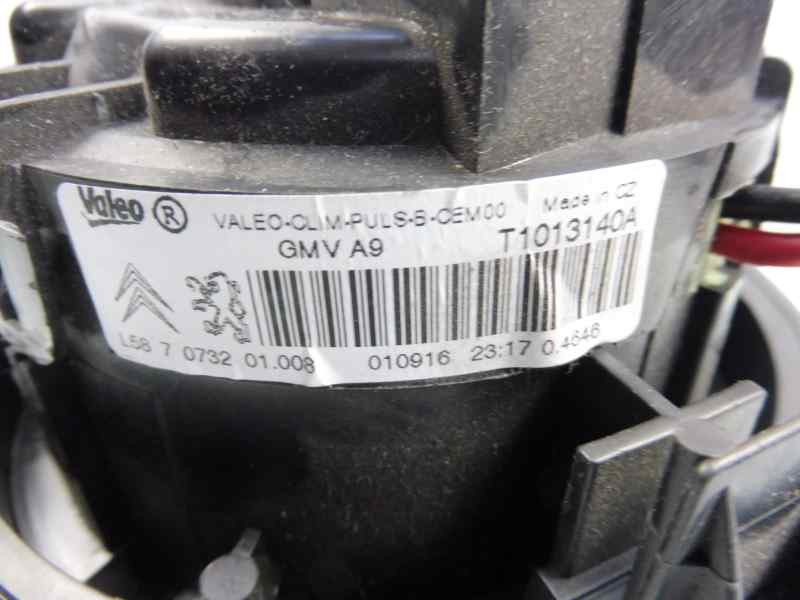 Valeo ® VALEO-CLIM-PULS-B-CEM00 Made in CZ
GMV A9 T1013140A
L58 7 0732 01.008 010916 23:17 0.4646